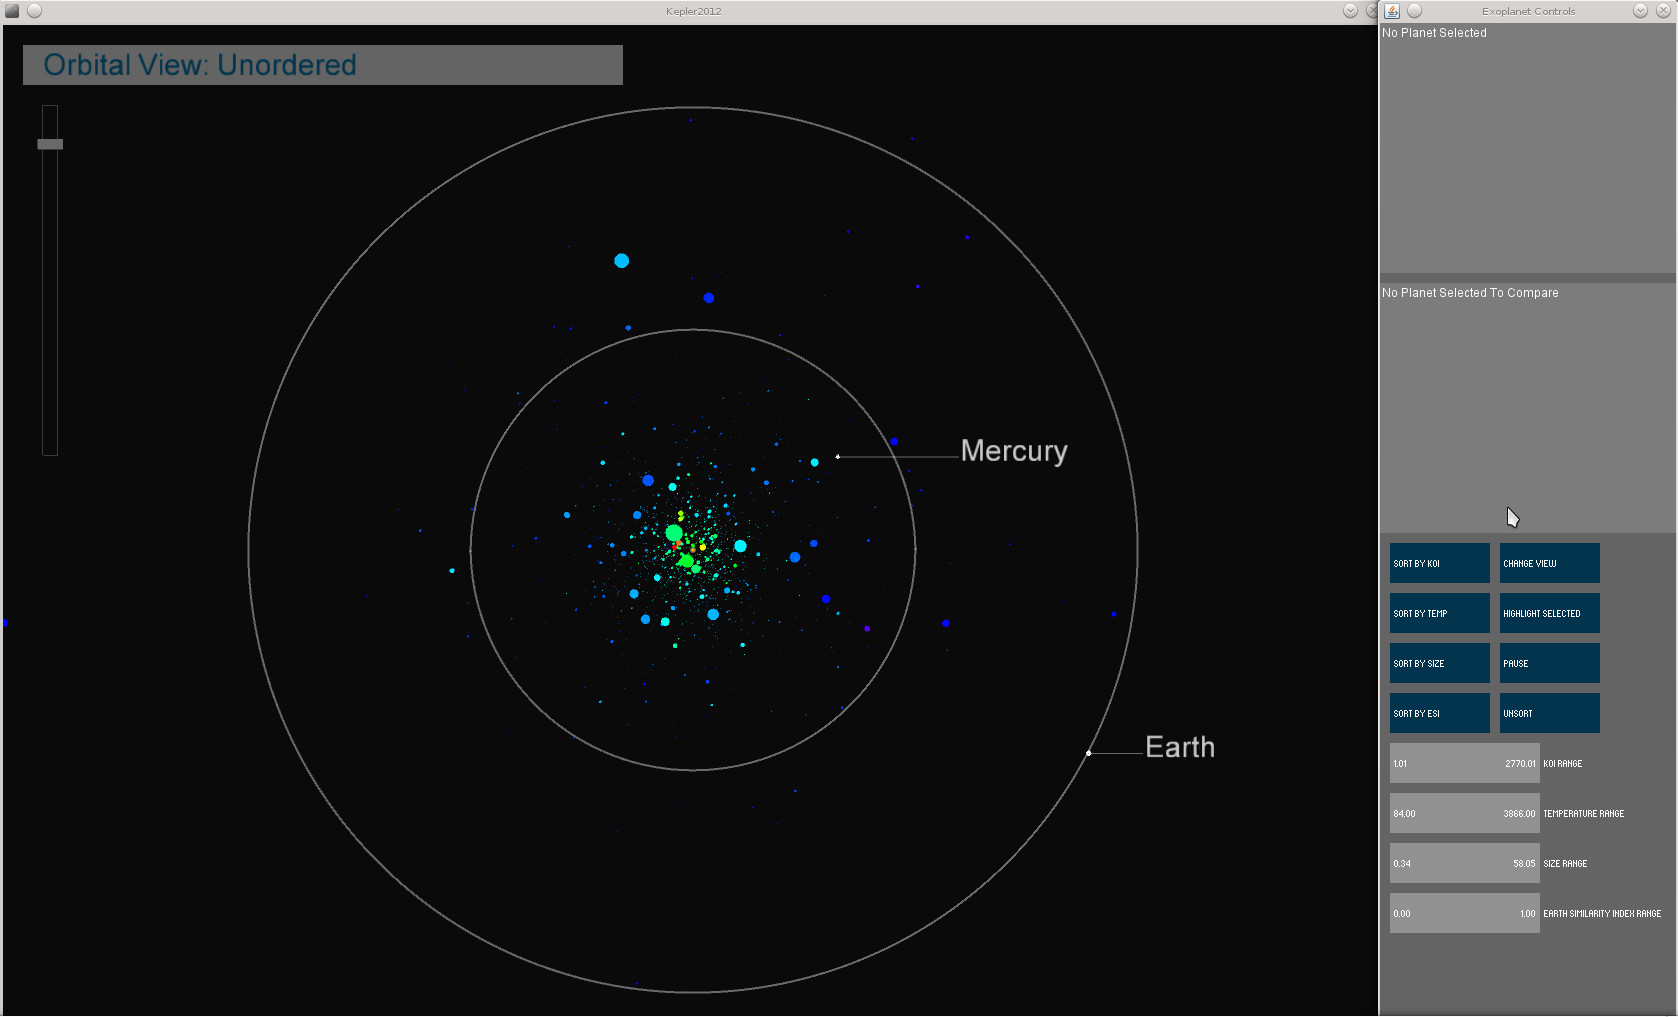 Kepler2012
Exoplanet Controls
Orbital View: Unordered
Mercury
Earth
No Planet Selected
No Planet Selected To Compare
SORT BY KOI
CHANGE VIEW
SORT BY TEMP
HIGHLIGHT SELECTED
SORT BY SIZE
PAUSE
SORT BY ESI
UNSORT
1.01 2770.01 KOI RANGE
84.00 3866.00 TEMPERATURE RANGE
0.34 58.05 SIZE RANGE
0.00 1.00 EARTH SIMILARITY INDEX RANGE